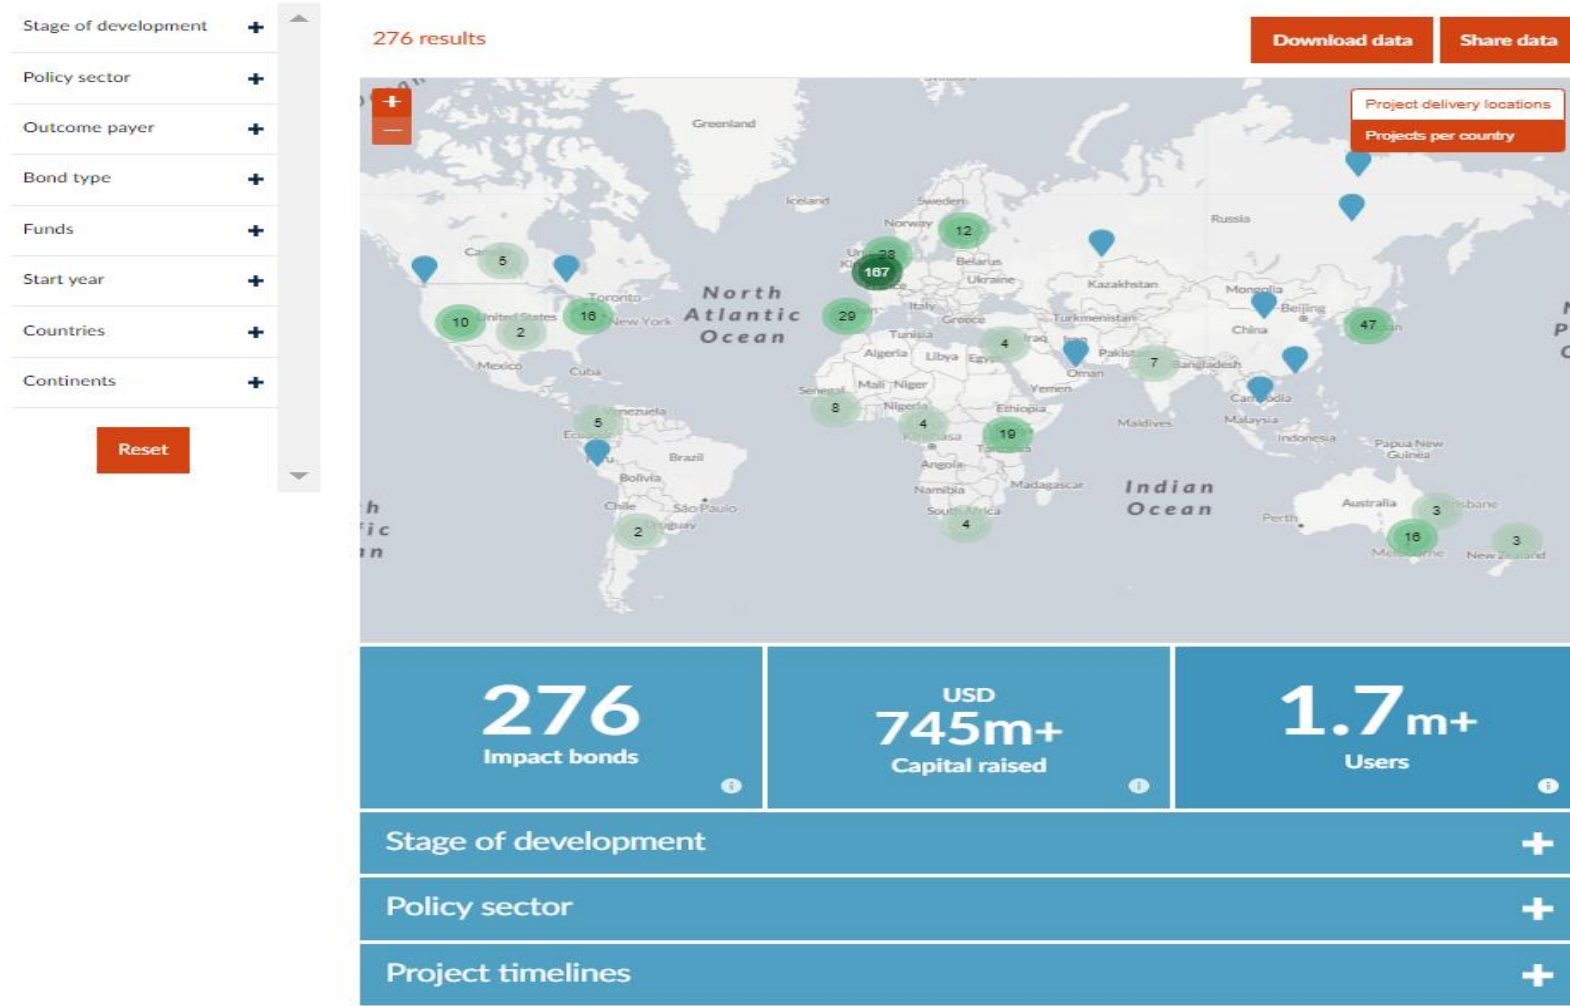 Stage of development
Policy sector
Outcome payer
Bond type
Funds
Start year
Countries
Continents
Reset
276 results
Download data
Share data
Project delivery locations
Projects per country
Greenland
Iceland
Sweden
Norway
Russia
12
28
167
Belarus
Ukraine
Kazakhstan
Mongolia
5
Toronto
North
Atlantic
Ocean
10
United States
16
New York
2
29
Italy
Greece
Turkmenistan
Beijing
China
47
Tunisia
4
Iraq
Iran
Mexico
Cuba
Algeria
Libya
7
Bangladesh
Oman
Senegal
Mali
Niger
Yemen
8
Nigeria
4
Ethiopia
19
Maldives
Malaysia
Indonesia
Papua New
Guinea
5
Brazil
Bolivia
Angola
Namibia
Madagascar
Indian
Ocean
Chile
São Paulo
2
4
Australia
3
Perth
16
3
276
Impact bonds
USD
745m+
Capital raised
1.7m+
Users
Stage of development
Policy sector
Project timelines